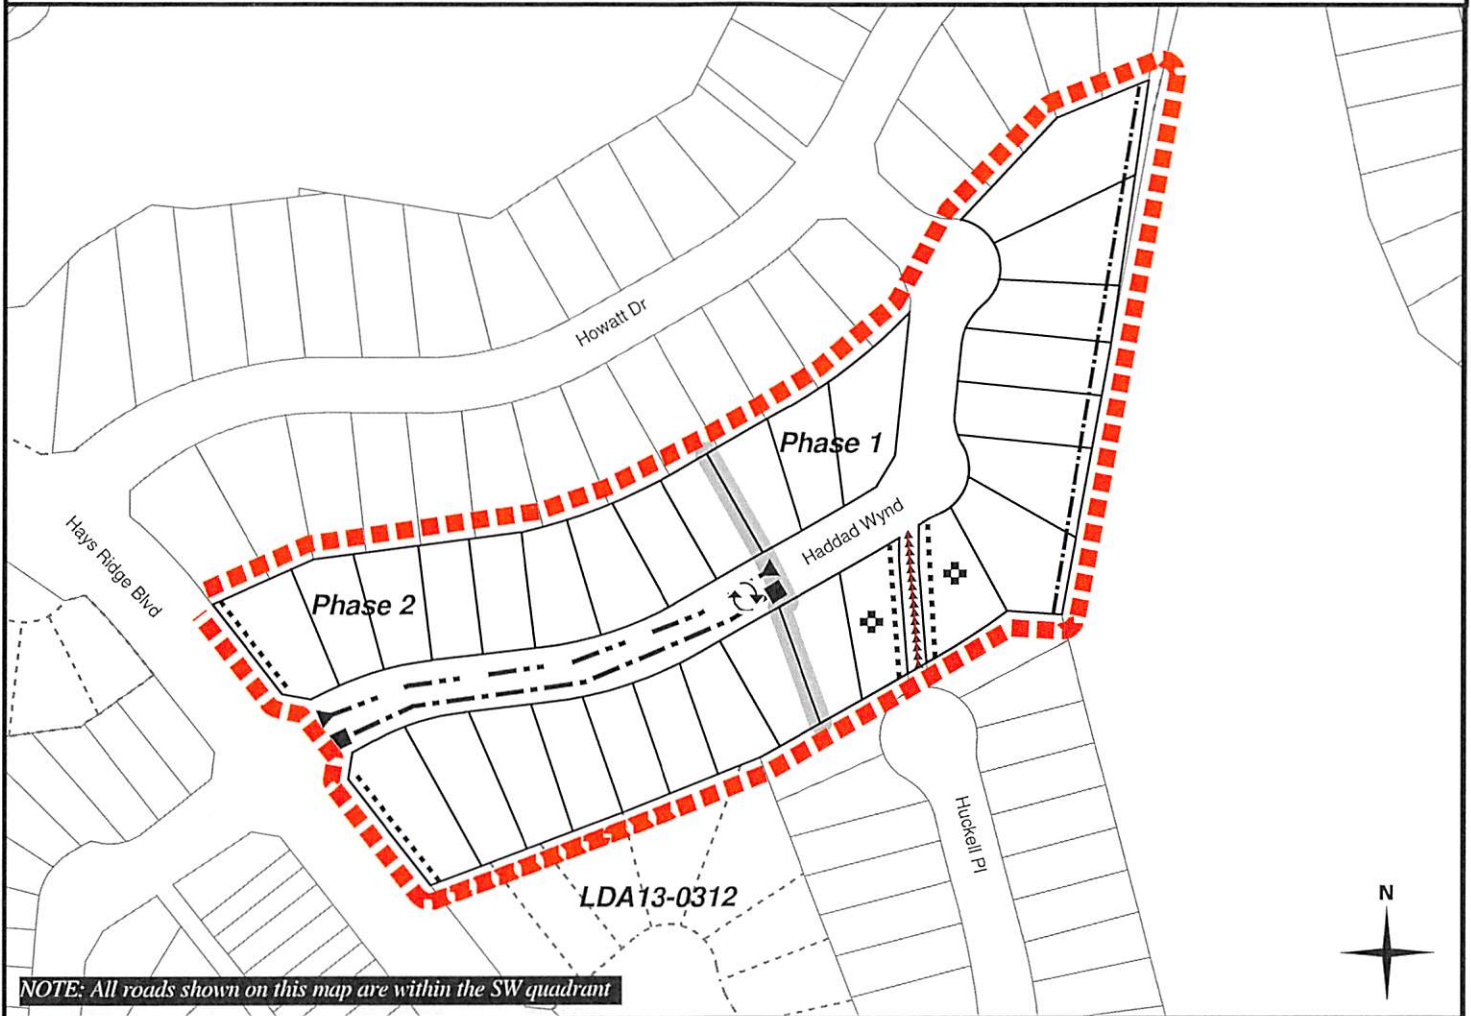 Howatt Dr
Phase 1
Haddad Wynd
Hays Ridge Blvd
Phase 2
Huckell Pl
LDA13-0312
N
NOTE: All roads shown on this map are within the SW quadrant